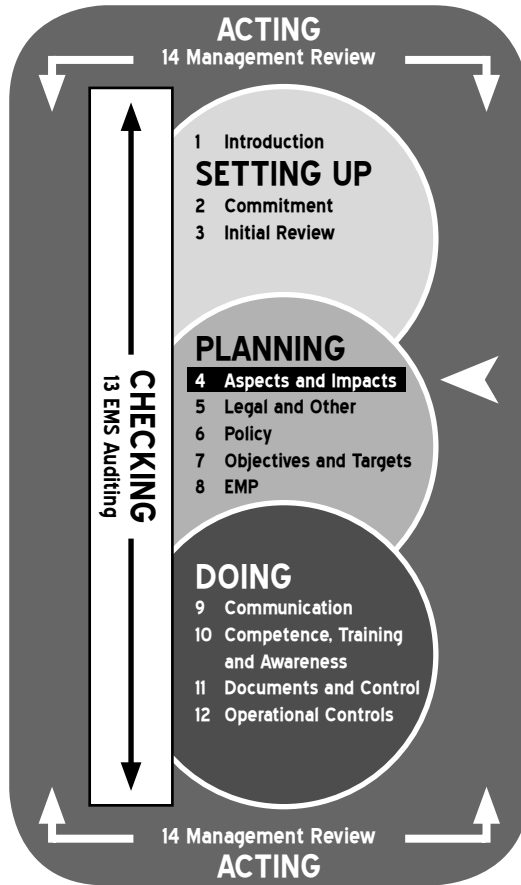 ACTING
14 Management Review
1 Introduction
SETTING UP
2 Commitment
3 Initial Review
PLANNING
4 Aspects and Impacts
5 Legal and Other
6 Policy
7 Objectives and Targets
8 EMP
CHECKING
13 EMS Auditing
DOING
9 Communication
10 Competence, Training
and Awareness
11 Documents and Control
12 Operational Controls
14 Management Review
ACTING